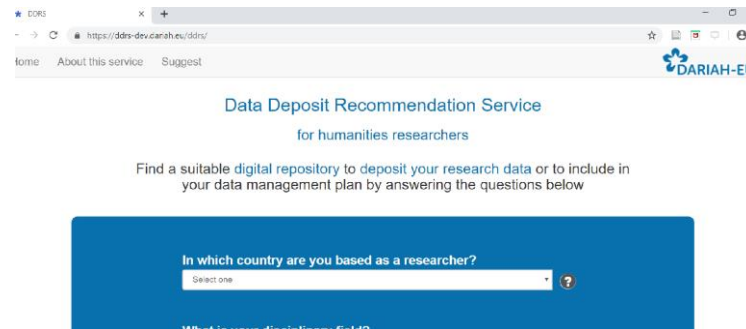 DDRS
https://ddrs-dev.dariah.eu/ddrs/
Home About this service Suggest
DARIAH-EU
Data Deposit Recommendation Service
for humanities researchers
Find a suitable digital repository to deposit your research data or to include in
your data management plan by answering the questions below
In which country are you based as a researcher?
Select one
?
What is your disciplinary field?